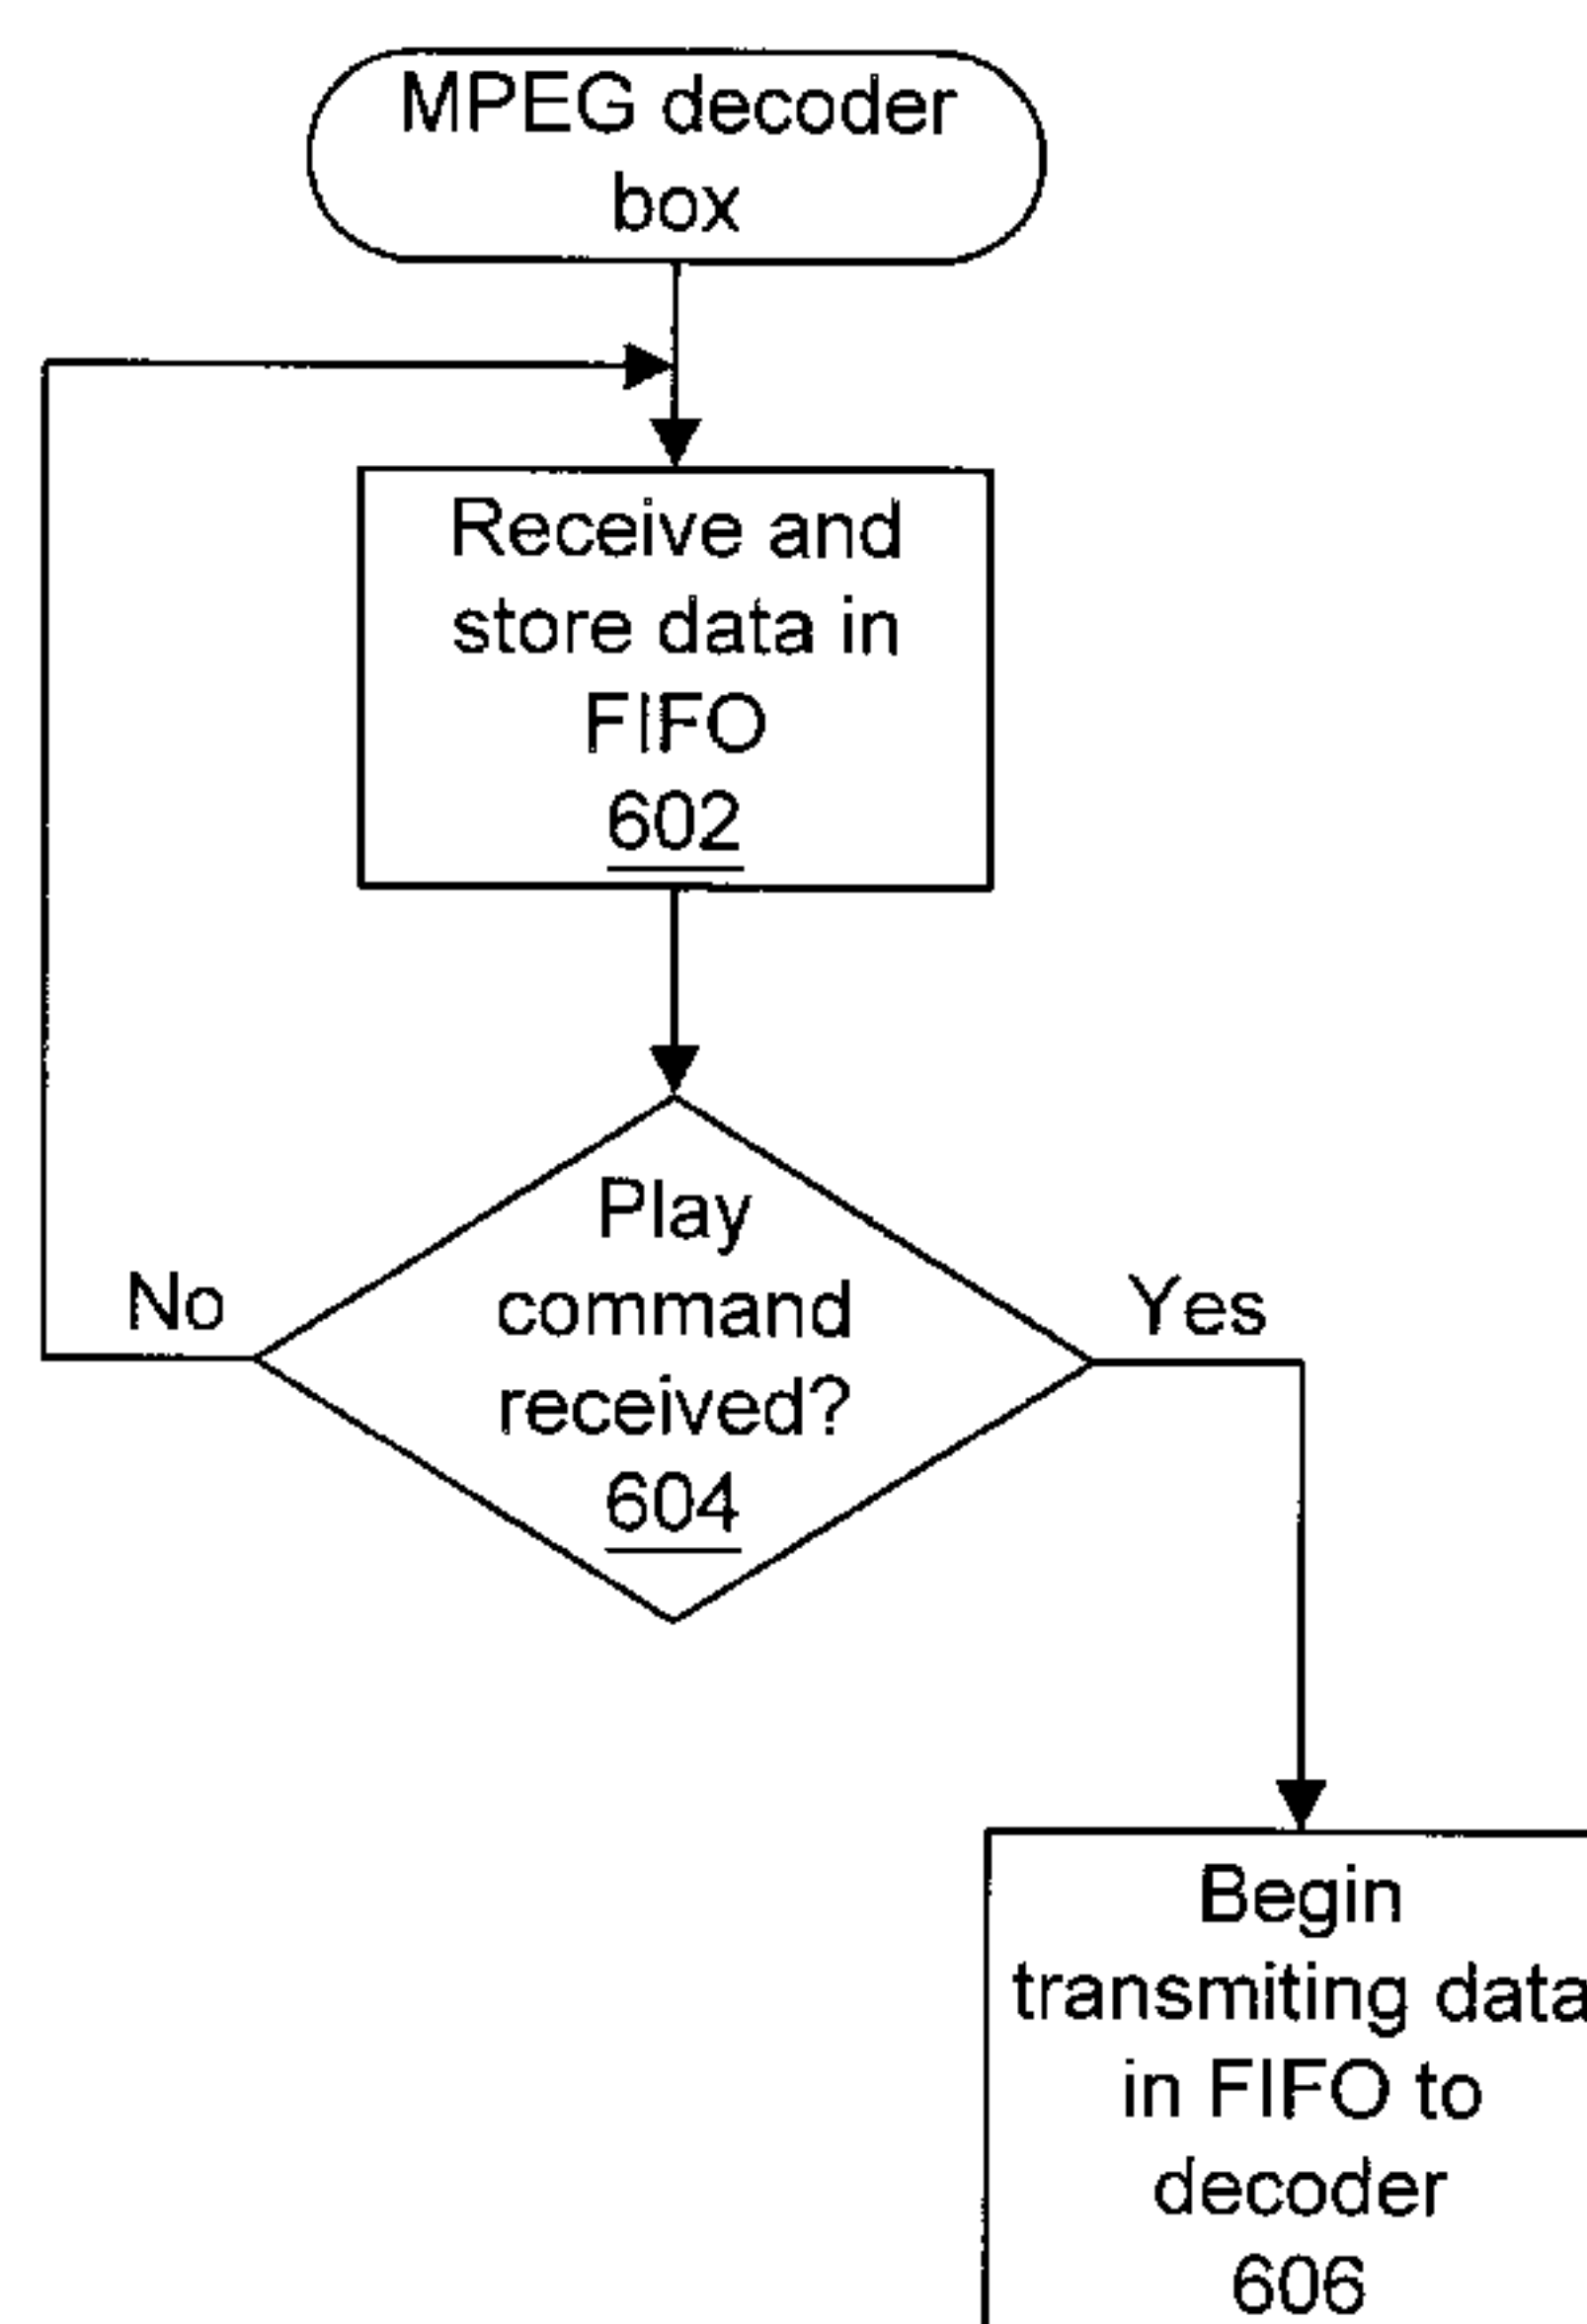 MPEG decoder
box
Receive and
store data in
FIFO
602
Play
command
received?
604
No
Yes
Begin
transmiting data
in FIFO to
decoder
606